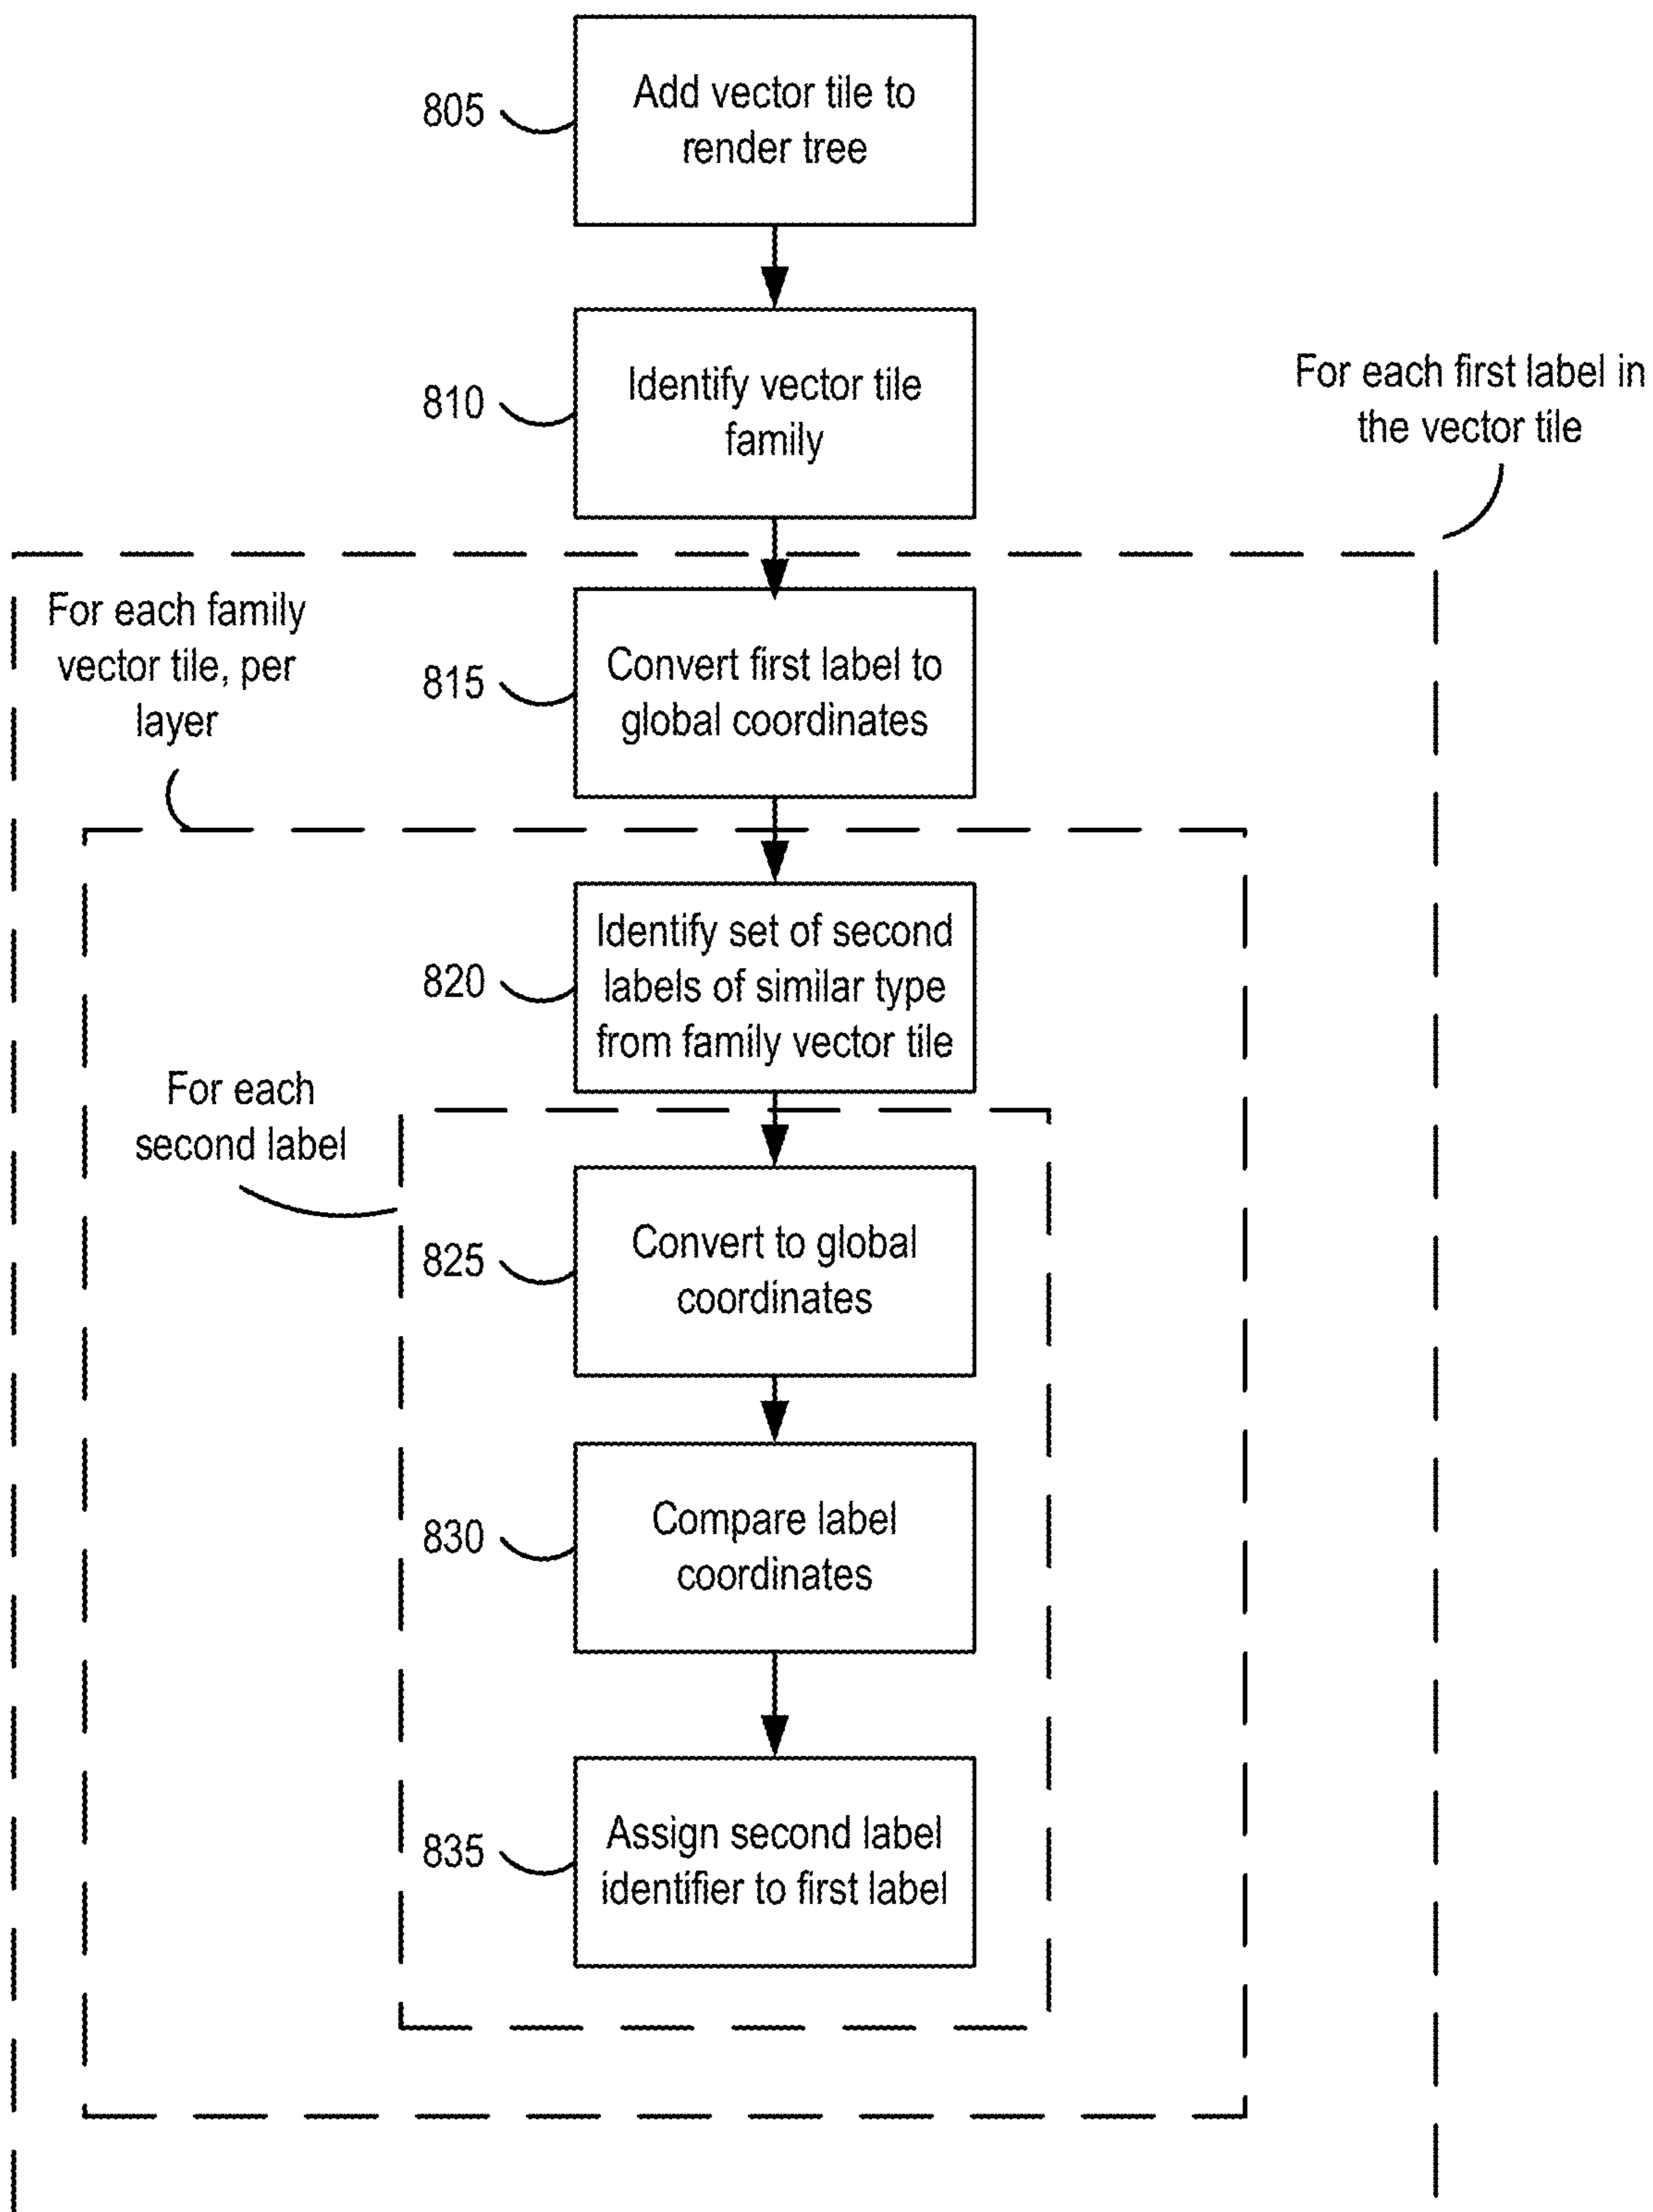 805
Add vector tile to
render tree
810
Identify vector tile
family
For each first label in
the vector tile
For each family
vector tile, per
layer
815
Convert first label to
global coordinates
820
Identify set of second
labels of similar type
from family vector tile
For each
second label
825
Convert to global
coordinates
830
Compare label
coordinates
835
Assign second label
identifier to first label